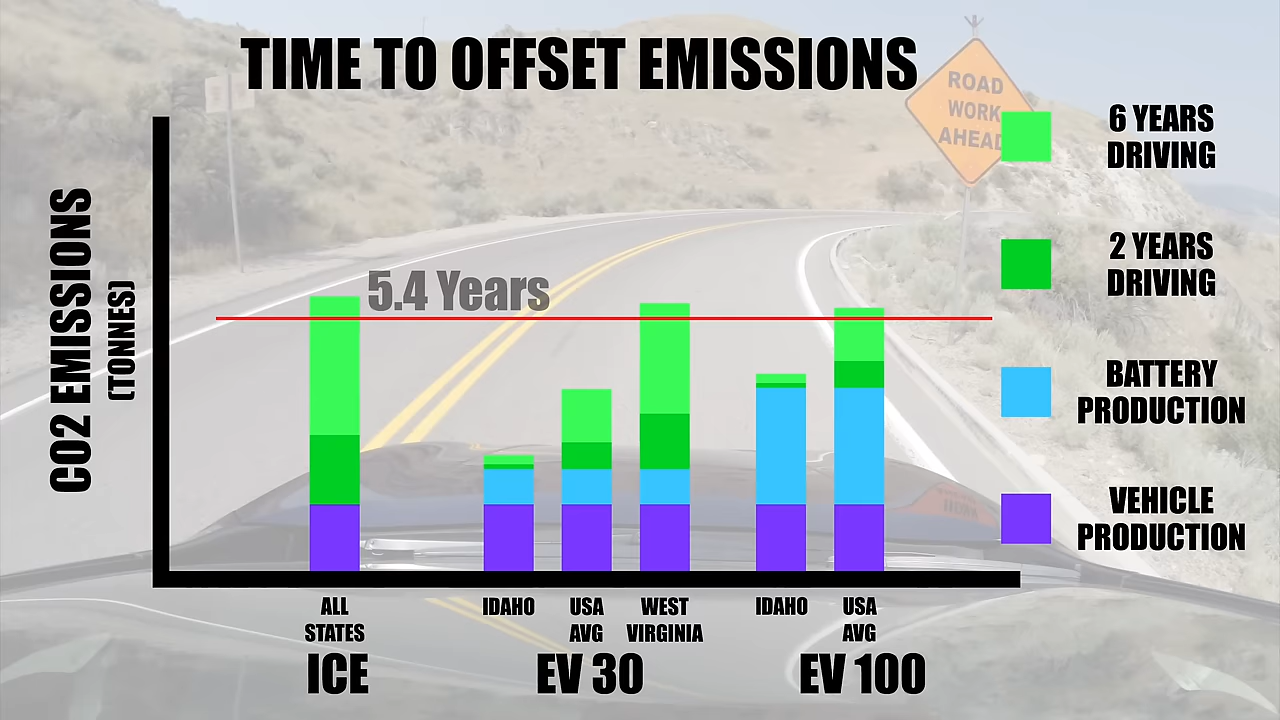 TIME TO OFFSET EMISSIONS
ROAD
WORK
AHEAD
6 YEARS
DRIVING
2 YEARS
DRIVING
BATTERY
PRODUCTION
VEHICLE
PRODUCTION
CO2 EMISSIONS
(TONNES)
5.4 Years
ALL
STATES
IDAHO
USA
AVG
WEST
VIRGINIA
IDAHO
USA
AVG
ICE
EV 30
EV 100